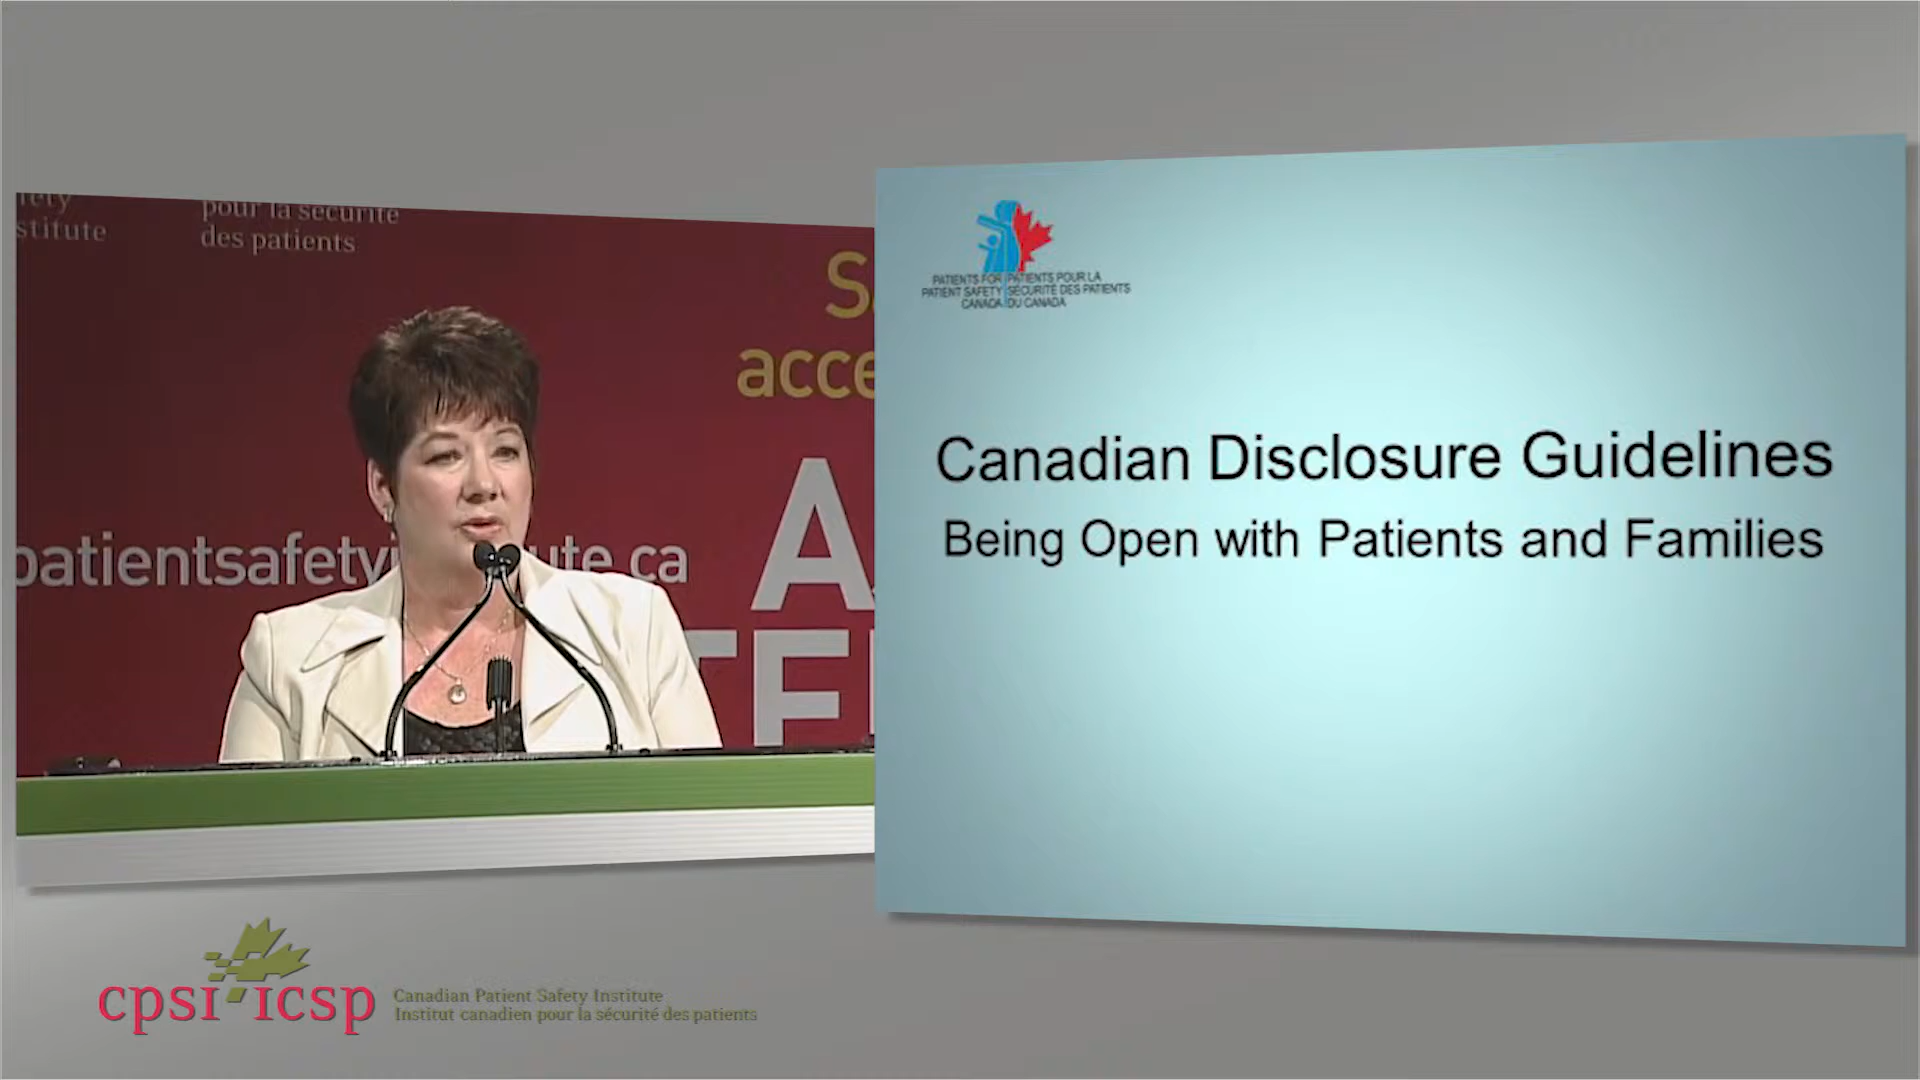 stitute
pour la sécurité
des patients
patientsafety
ute.ca
PATIENTS FOR PATIENTS POUR LA
PATIENT SAFETY SÉCURITÉ DES PATIENTS
CANADA DU CANADA
Canadian Disclosure Guidelines
Being Open with Patients and Families
cpsi icsp
Canadian Patient Safety Institute
Institut canadien pour la sécurité des patients